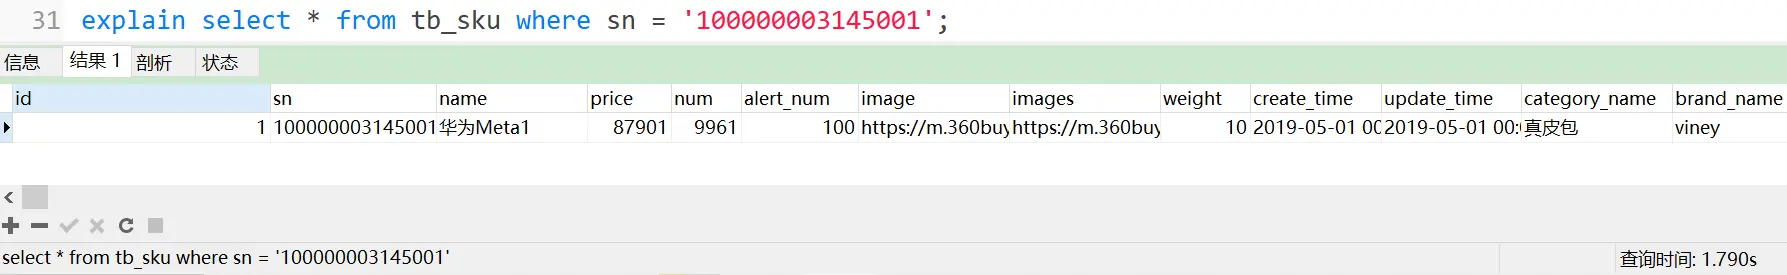 31 explain select * from tb_sku where sn = '100000003145001';
信息 结果 1 剖析 状态
id sn name price num alert_num image images weight create_time update_time category_name brand_name
1 100000003145001 华为Meta1 87901 9961 100 https://m.360buy https://m.360buy 10 2019-05-01 00 2019-05-01 00: 真皮包 viney
select * from tb_sku where sn = '100000003145001' 查询时间: 1.790s